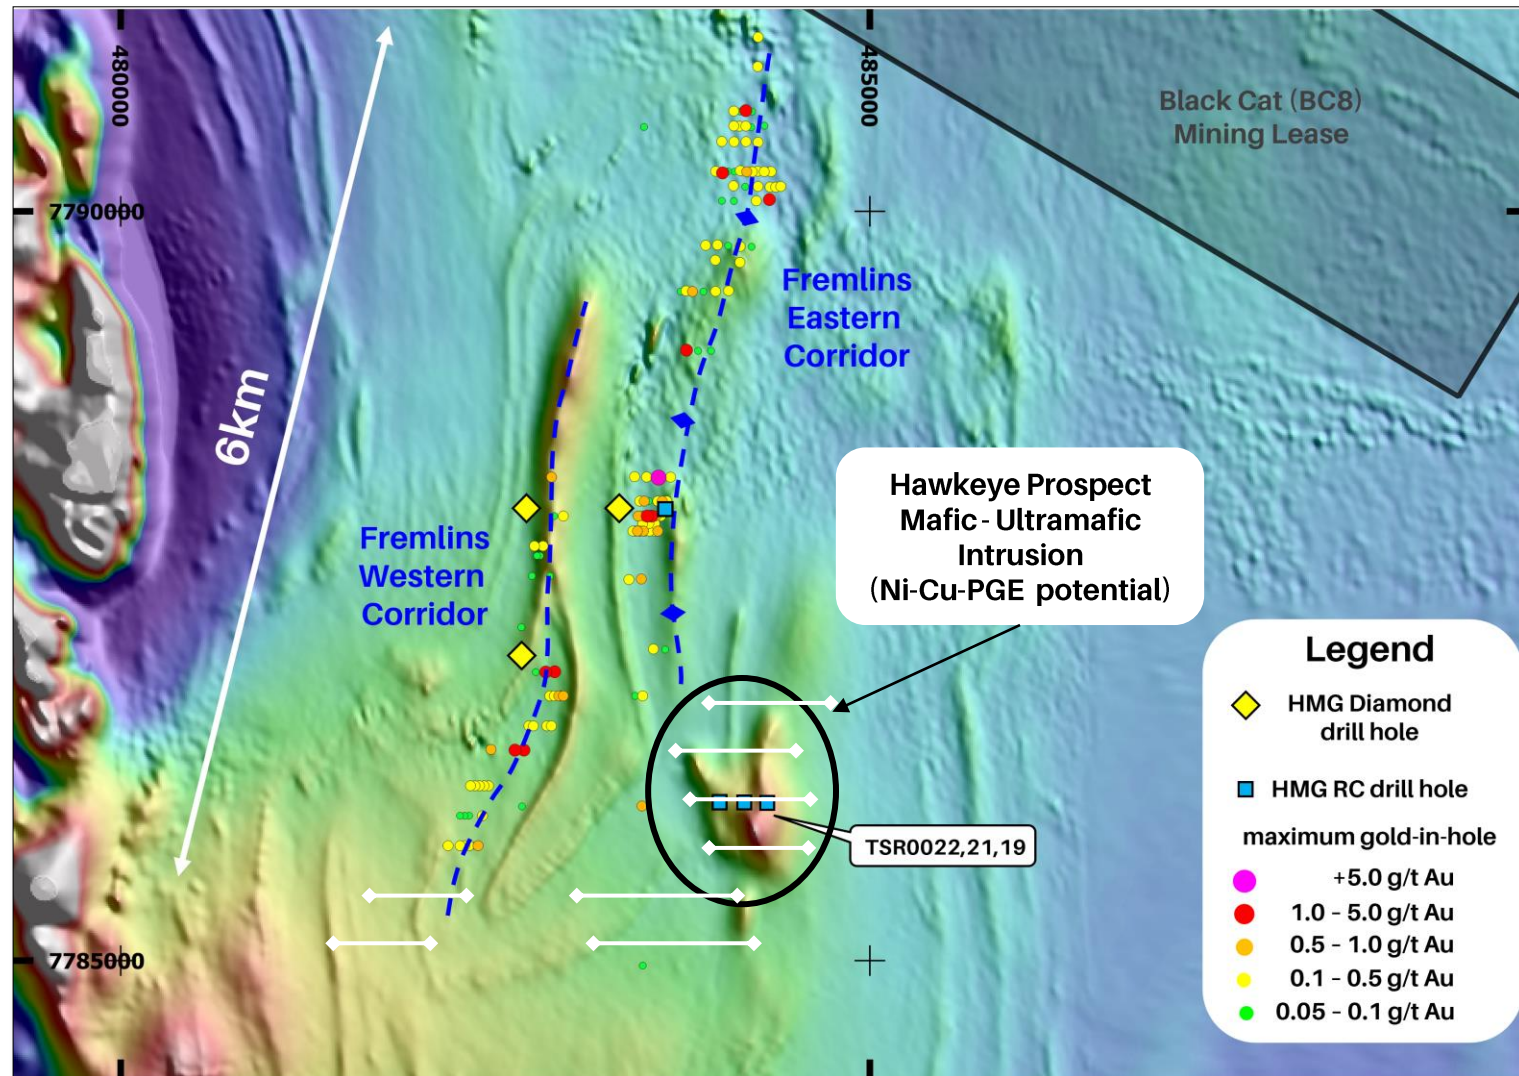 480000
485000
Black Cat (BC8)
Mining Lease
7790000
Fremlins
Eastern
Corridor
6km
Hawkeye Prospect
Mafic - Ultramafic
Intrusion
(Ni-Cu-PGE potential)
Fremlins
Western
Corridor
TSR0022,21,19
7785000
Legend
HMG Diamond
drill hole
HMG RC drill hole
maximum gold-in-hole
+5.0 g/t Au
1.0 - 5.0 g/t Au
0.5 - 1.0 g/t Au
0.1 - 0.5 g/t Au
0.05 - 0.1 g/t Au